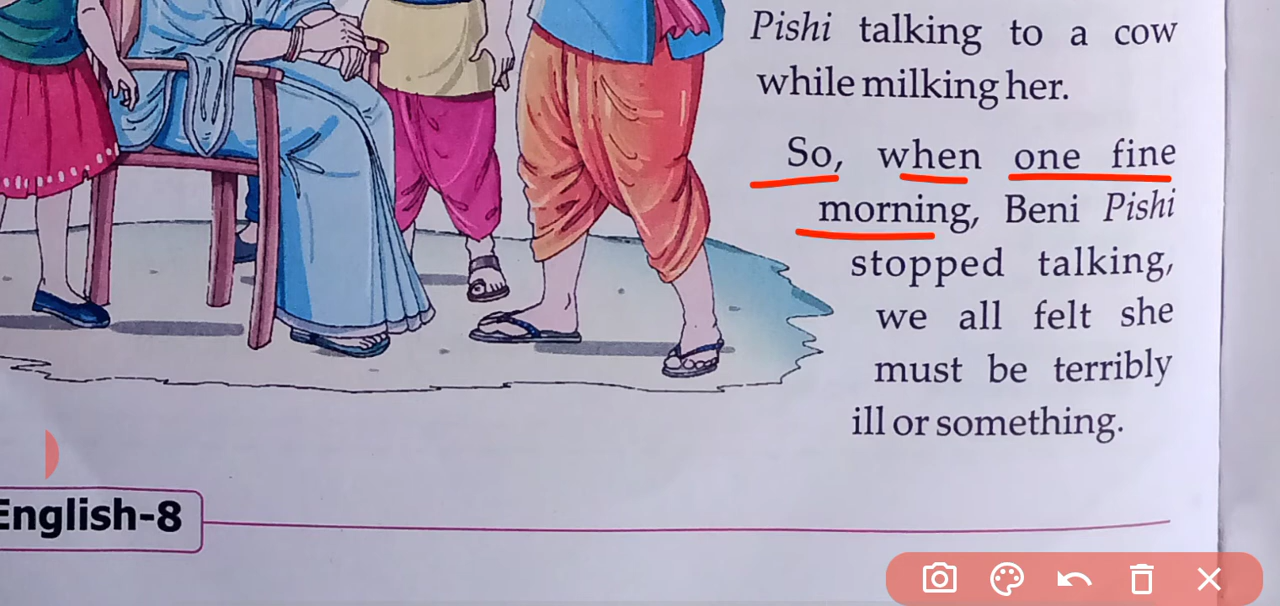 Pishi talking to a cow
while milking her.
So, when one fine
morning, Beni Pishi
stopped talking,
we all felt she
must be terribly
ill or something.
English-8